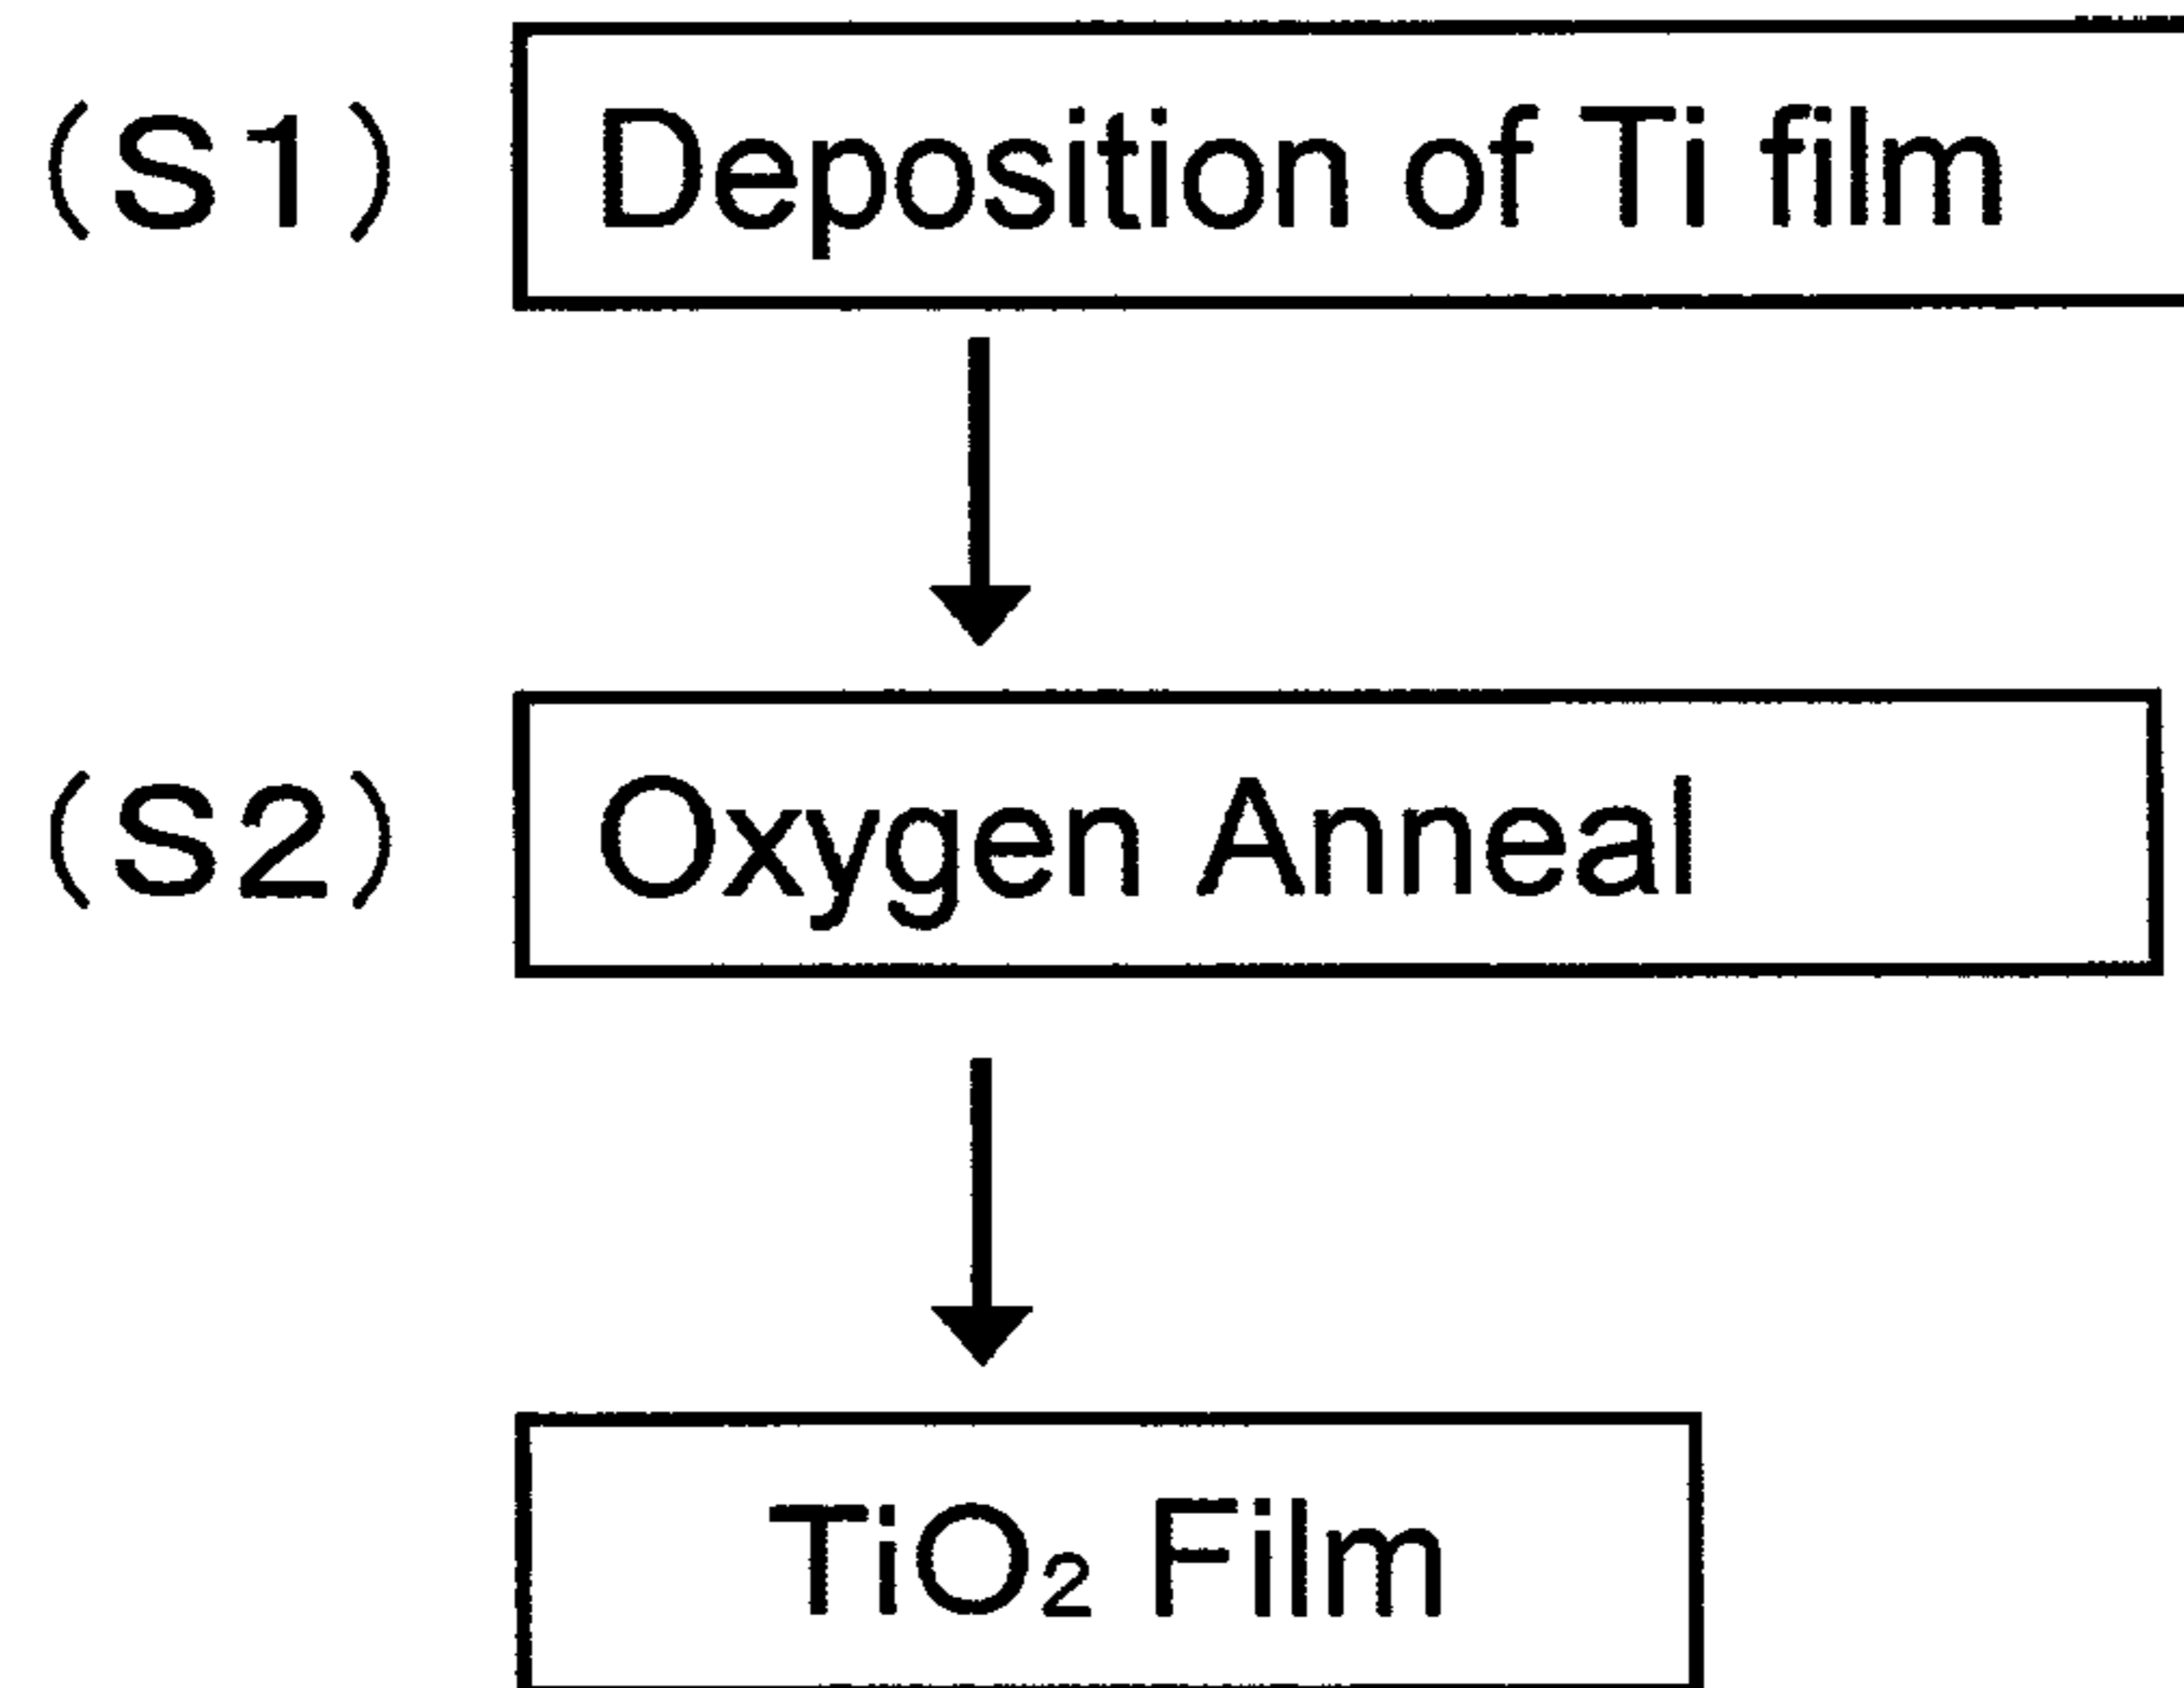 (S1) Deposition of Ti film
(S2) Oxygen Anneal
TiO₂ Film